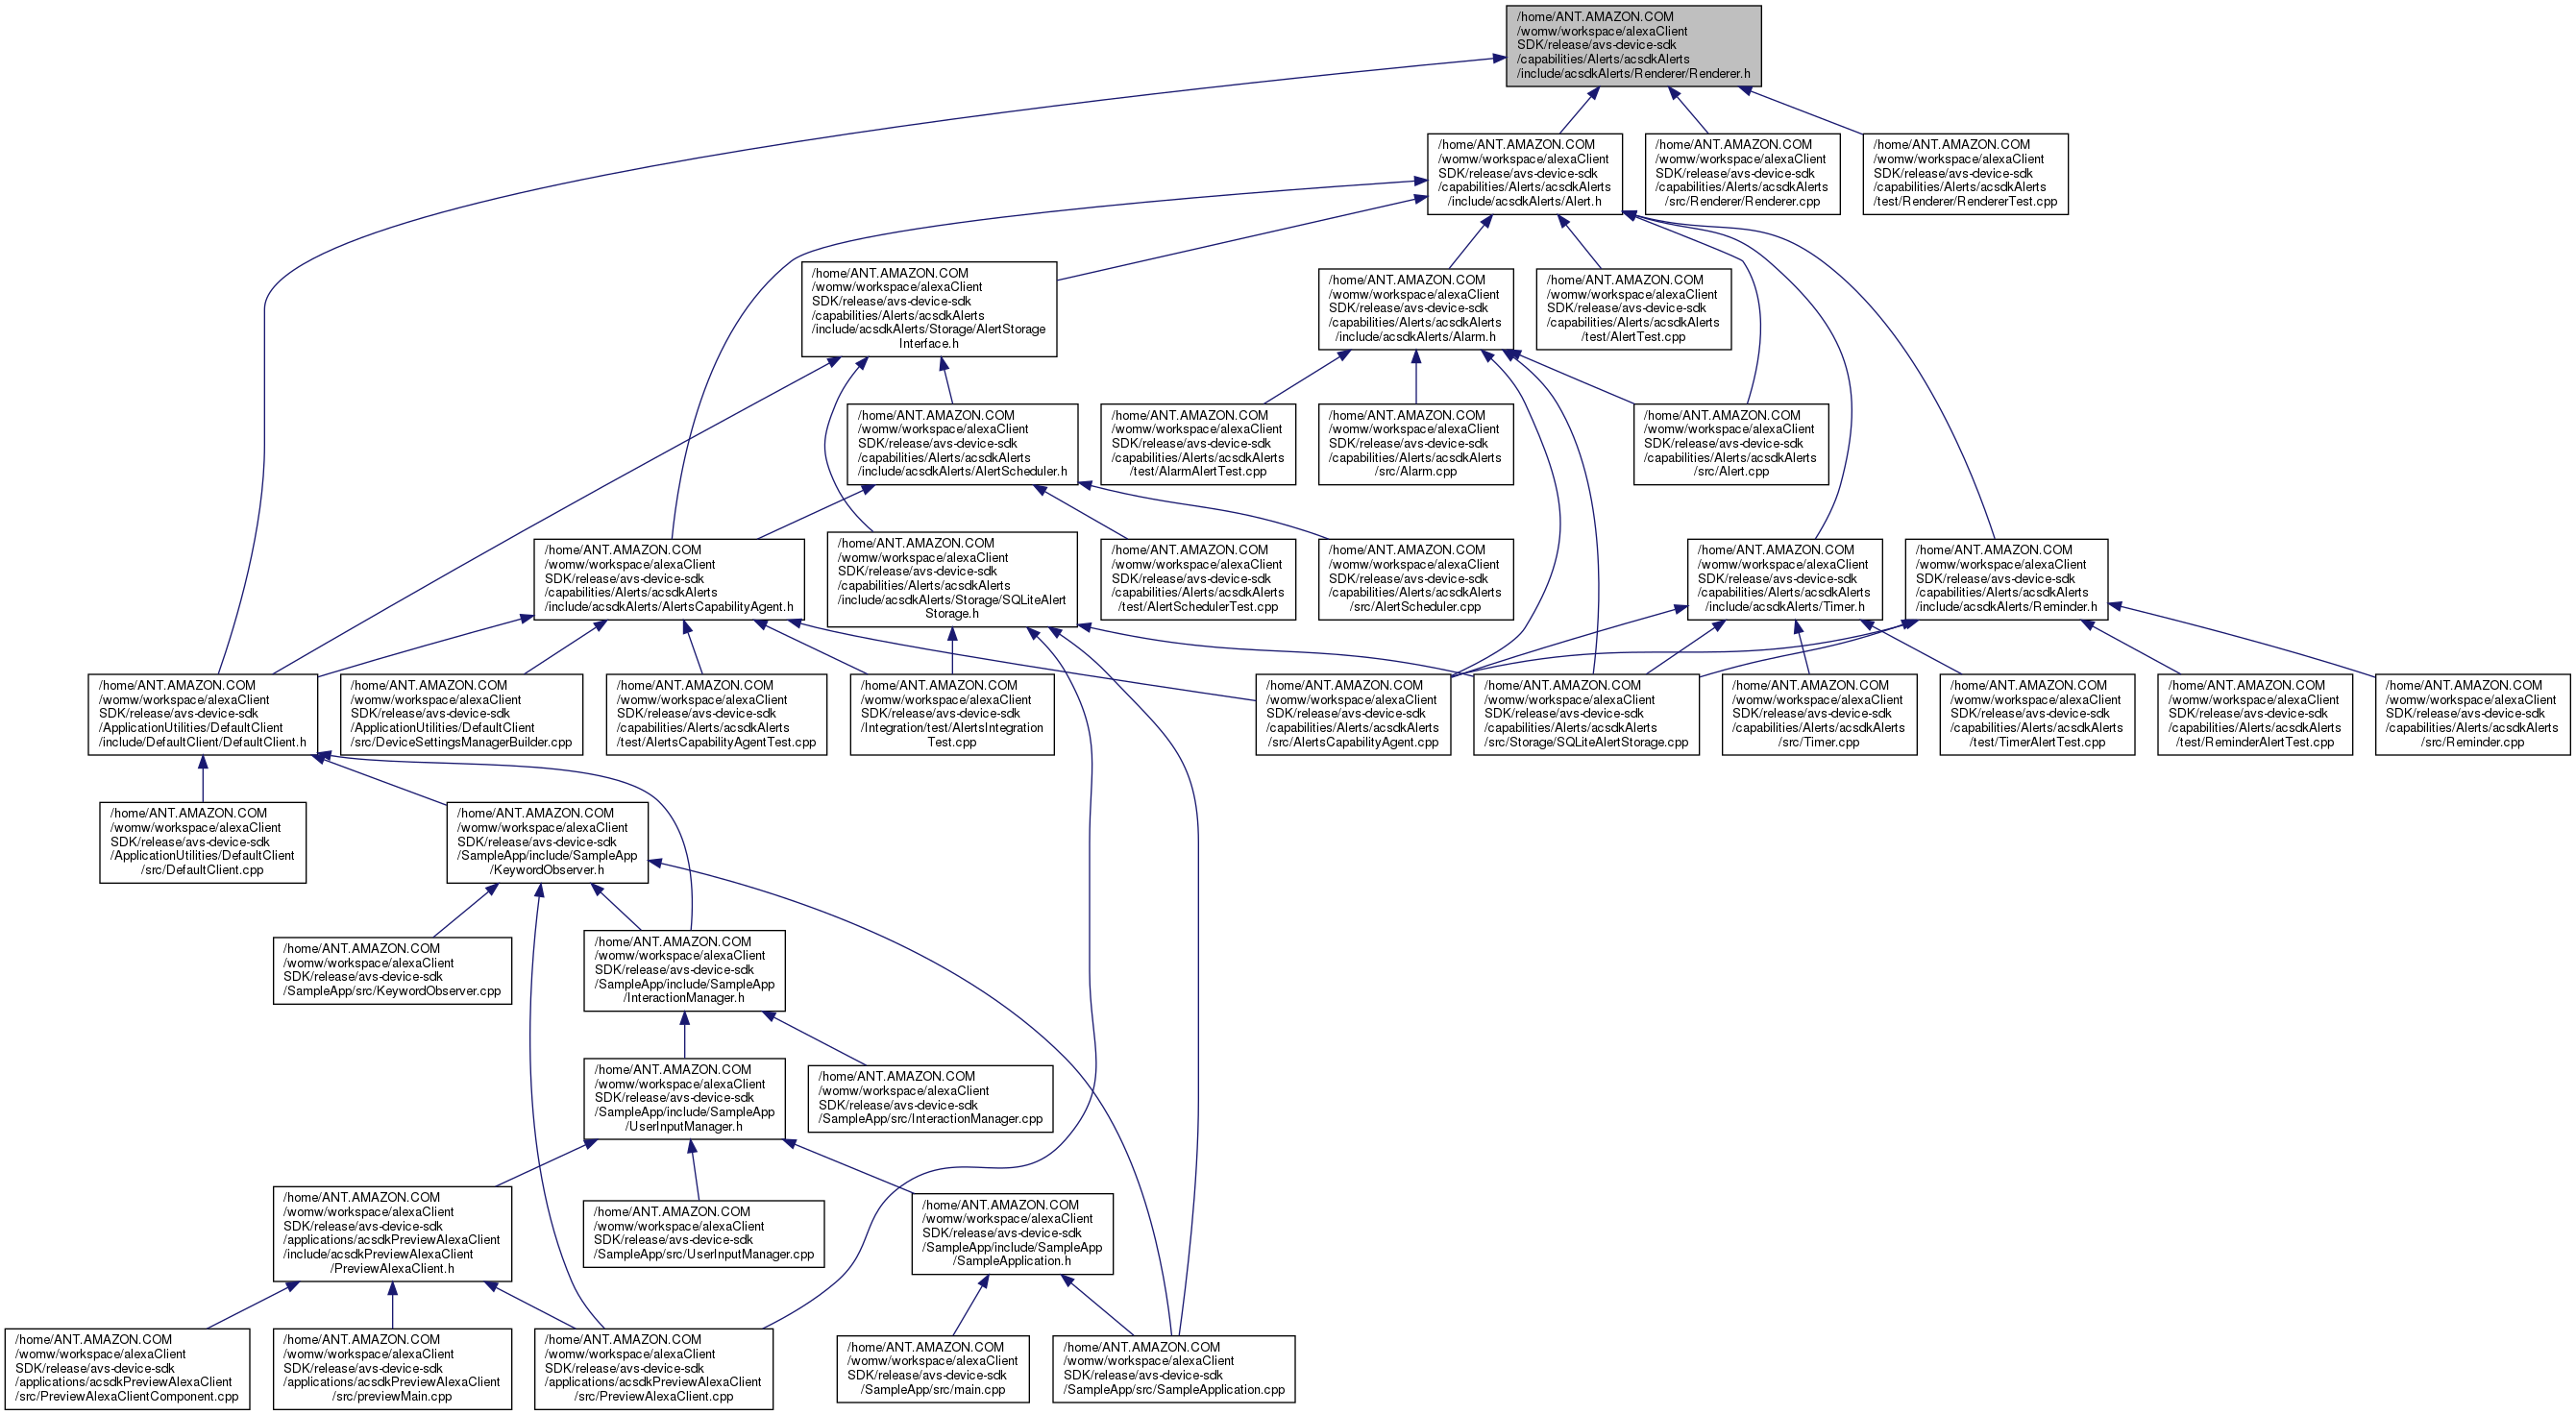 /home/ANT.AMAZON.COM
/womw/workspace/alexaClient
SDK/release/avs-device-sdk
/capabilities/Alerts/acsdkAlerts
/include/acsdkAlerts/Renderer/Renderer.h
/home/ANT.AMAZON.COM
/womw/workspace/alexaClient
SDK/release/avs-device-sdk
/capabilities/Alerts/acsdkAlerts
/include/acsdkAlerts/Alert.h
/home/ANT.AMAZON.COM
/womw/workspace/alexaClient
SDK/release/avs-device-sdk
/capabilities/Alerts/acsdkAlerts
/src/Renderer/Renderer.cpp
/home/ANT.AMAZON.COM
/womw/workspace/alexaClient
SDK/release/avs-device-sdk
/capabilities/Alerts/acsdkAlerts
/test/Renderer/RendererTest.cpp
/home/ANT.AMAZON.COM
/womw/workspace/alexaClient
SDK/release/avs-device-sdk
/capabilities/Alerts/acsdkAlerts
/include/acsdkAlerts/Storage/AlertStorage
Interface.h
/home/ANT.AMAZON.COM
/womw/workspace/alexaClient
SDK/release/avs-device-sdk
/capabilities/Alerts/acsdkAlerts
/include/acsdkAlerts/Alarm.h
/home/ANT.AMAZON.COM
/womw/workspace/alexaClient
SDK/release/avs-device-sdk
/capabilities/Alerts/acsdkAlerts
/test/AlertTest.cpp
/home/ANT.AMAZON.COM
/womw/workspace/alexaClient
SDK/release/avs-device-sdk
/capabilities/Alerts/acsdkAlerts
/include/acsdkAlerts/AlertScheduler.h
/home/ANT.AMAZON.COM
/womw/workspace/alexaClient
SDK/release/avs-device-sdk
/capabilities/Alerts/acsdkAlerts
/test/AlarmAlertTest.cpp
/home/ANT.AMAZON.COM
/womw/workspace/alexaClient
SDK/release/avs-device-sdk
/capabilities/Alerts/acsdkAlerts
/src/Alarm.cpp
/home/ANT.AMAZON.COM
/womw/workspace/alexaClient
SDK/release/avs-device-sdk
/capabilities/Alerts/acsdkAlerts
/src/Alert.cpp
/home/ANT.AMAZON.COM
/womw/workspace/alexaClient
SDK/release/avs-device-sdk
/capabilities/Alerts/acsdkAlerts
/include/acsdkAlerts/AlertsCapabilityAgent.h
/home/ANT.AMAZON.COM
/womw/workspace/alexaClient
SDK/release/avs-device-sdk
/capabilities/Alerts/acsdkAlerts
/include/acsdkAlerts/Storage/SQLiteAlert
Storage.h
/home/ANT.AMAZON.COM
/womw/workspace/alexaClient
SDK/release/avs-device-sdk
/capabilities/Alerts/acsdkAlerts
/test/AlertSchedulerTest.cpp
/home/ANT.AMAZON.COM
/womw/workspace/alexaClient
SDK/release/avs-device-sdk
/capabilities/Alerts/acsdkAlerts
/src/AlertScheduler.cpp
/home/ANT.AMAZON.COM
/womw/workspace/alexaClient
SDK/release/avs-device-sdk
/capabilities/Alerts/acsdkAlerts
/include/acsdkAlerts/Timer.h
/home/ANT.AMAZON.COM
/womw/workspace/alexaClient
SDK/release/avs-device-sdk
/capabilities/Alerts/acsdkAlerts
/include/acsdkAlerts/Reminder.h
/home/ANT.AMAZON.COM
/womw/workspace/alexaClient
SDK/release/avs-device-sdk
/ApplicationUtilities/DefaultClient
/include/DefaultClient/DefaultClient.h
/home/ANT.AMAZON.COM
/womw/workspace/alexaClient
SDK/release/avs-device-sdk
/ApplicationUtilities/DefaultClient
/src/DeviceSettingsManagerBuilder.cpp
/home/ANT.AMAZON.COM
/womw/workspace/alexaClient
SDK/release/avs-device-sdk
/capabilities/Alerts/acsdkAlerts
/test/AlertsCapabilityAgentTest.cpp
/home/ANT.AMAZON.COM
/womw/workspace/alexaClient
SDK/release/avs-device-sdk
/Integration/test/AlertsIntegration
Test.cpp
/home/ANT.AMAZON.COM
/womw/workspace/alexaClient
SDK/release/avs-device-sdk
/capabilities/Alerts/acsdkAlerts
/src/AlertsCapabilityAgent.cpp
/home/ANT.AMAZON.COM
/womw/workspace/alexaClient
SDK/release/avs-device-sdk
/capabilities/Alerts/acsdkAlerts
/src/Storage/SQLiteAlertStorage.cpp
/home/ANT.AMAZON.COM
/womw/workspace/alexaClient
SDK/release/avs-device-sdk
/capabilities/Alerts/acsdkAlerts
/src/Timer.cpp
/home/ANT.AMAZON.COM
/womw/workspace/alexaClient
SDK/release/avs-device-sdk
/capabilities/Alerts/acsdkAlerts
/test/TimerAlertTest.cpp
/home/ANT.AMAZON.COM
/womw/workspace/alexaClient
SDK/release/avs-device-sdk
/capabilities/Alerts/acsdkAlerts
/test/ReminderAlertTest.cpp
/home/ANT.AMAZON.COM
/womw/workspace/alexaClient
SDK/release/avs-device-sdk
/capabilities/Alerts/acsdkAlerts
/src/Reminder.cpp
/home/ANT.AMAZON.COM
/womw/workspace/alexaClient
SDK/release/avs-device-sdk
/ApplicationUtilities/DefaultClient
/src/DefaultClient.cpp
/home/ANT.AMAZON.COM
/womw/workspace/alexaClient
SDK/release/avs-device-sdk
/SampleApp/include/SampleApp
/KeywordObserver.h
/home/ANT.AMAZON.COM
/womw/workspace/alexaClient
SDK/release/avs-device-sdk
/SampleApp/src/KeywordObserver.cpp
/home/ANT.AMAZON.COM
/womw/workspace/alexaClient
SDK/release/avs-device-sdk
/SampleApp/include/SampleApp
/InteractionManager.h
/home/ANT.AMAZON.COM
/womw/workspace/alexaClient
SDK/release/avs-device-sdk
/SampleApp/include/SampleApp
/UserInputManager.h
/home/ANT.AMAZON.COM
/womw/workspace/alexaClient
SDK/release/avs-device-sdk
/SampleApp/src/InteractionManager.cpp
/home/ANT.AMAZON.COM
/womw/workspace/alexaClient
SDK/release/avs-device-sdk
/applications/acsdkPreviewAlexaClient
/include/acsdkPreviewAlexaClient
/PreviewAlexaClient.h
/home/ANT.AMAZON.COM
/womw/workspace/alexaClient
SDK/release/avs-device-sdk
/SampleApp/src/UserInputManager.cpp
/home/ANT.AMAZON.COM
/womw/workspace/alexaClient
SDK/release/avs-device-sdk
/SampleApp/include/SampleApp
/SampleApplication.h
/home/ANT.AMAZON.COM
/womw/workspace/alexaClient
SDK/release/avs-device-sdk
/applications/acsdkPreviewAlexaClient
/src/PreviewAlexaClientComponent.cpp
/home/ANT.AMAZON.COM
/womw/workspace/alexaClient
SDK/release/avs-device-sdk
/applications/acsdkPreviewAlexaClient
/src/previewMain.cpp
/home/ANT.AMAZON.COM
/womw/workspace/alexaClient
SDK/release/avs-device-sdk
/applications/acsdkPreviewAlexaClient
/src/PreviewAlexaClient.cpp
/home/ANT.AMAZON.COM
/womw/workspace/alexaClient
SDK/release/avs-device-sdk
/SampleApp/src/main.cpp
/home/ANT.AMAZON.COM
/womw/workspace/alexaClient
SDK/release/avs-device-sdk
/SampleApp/src/SampleApplication.cpp